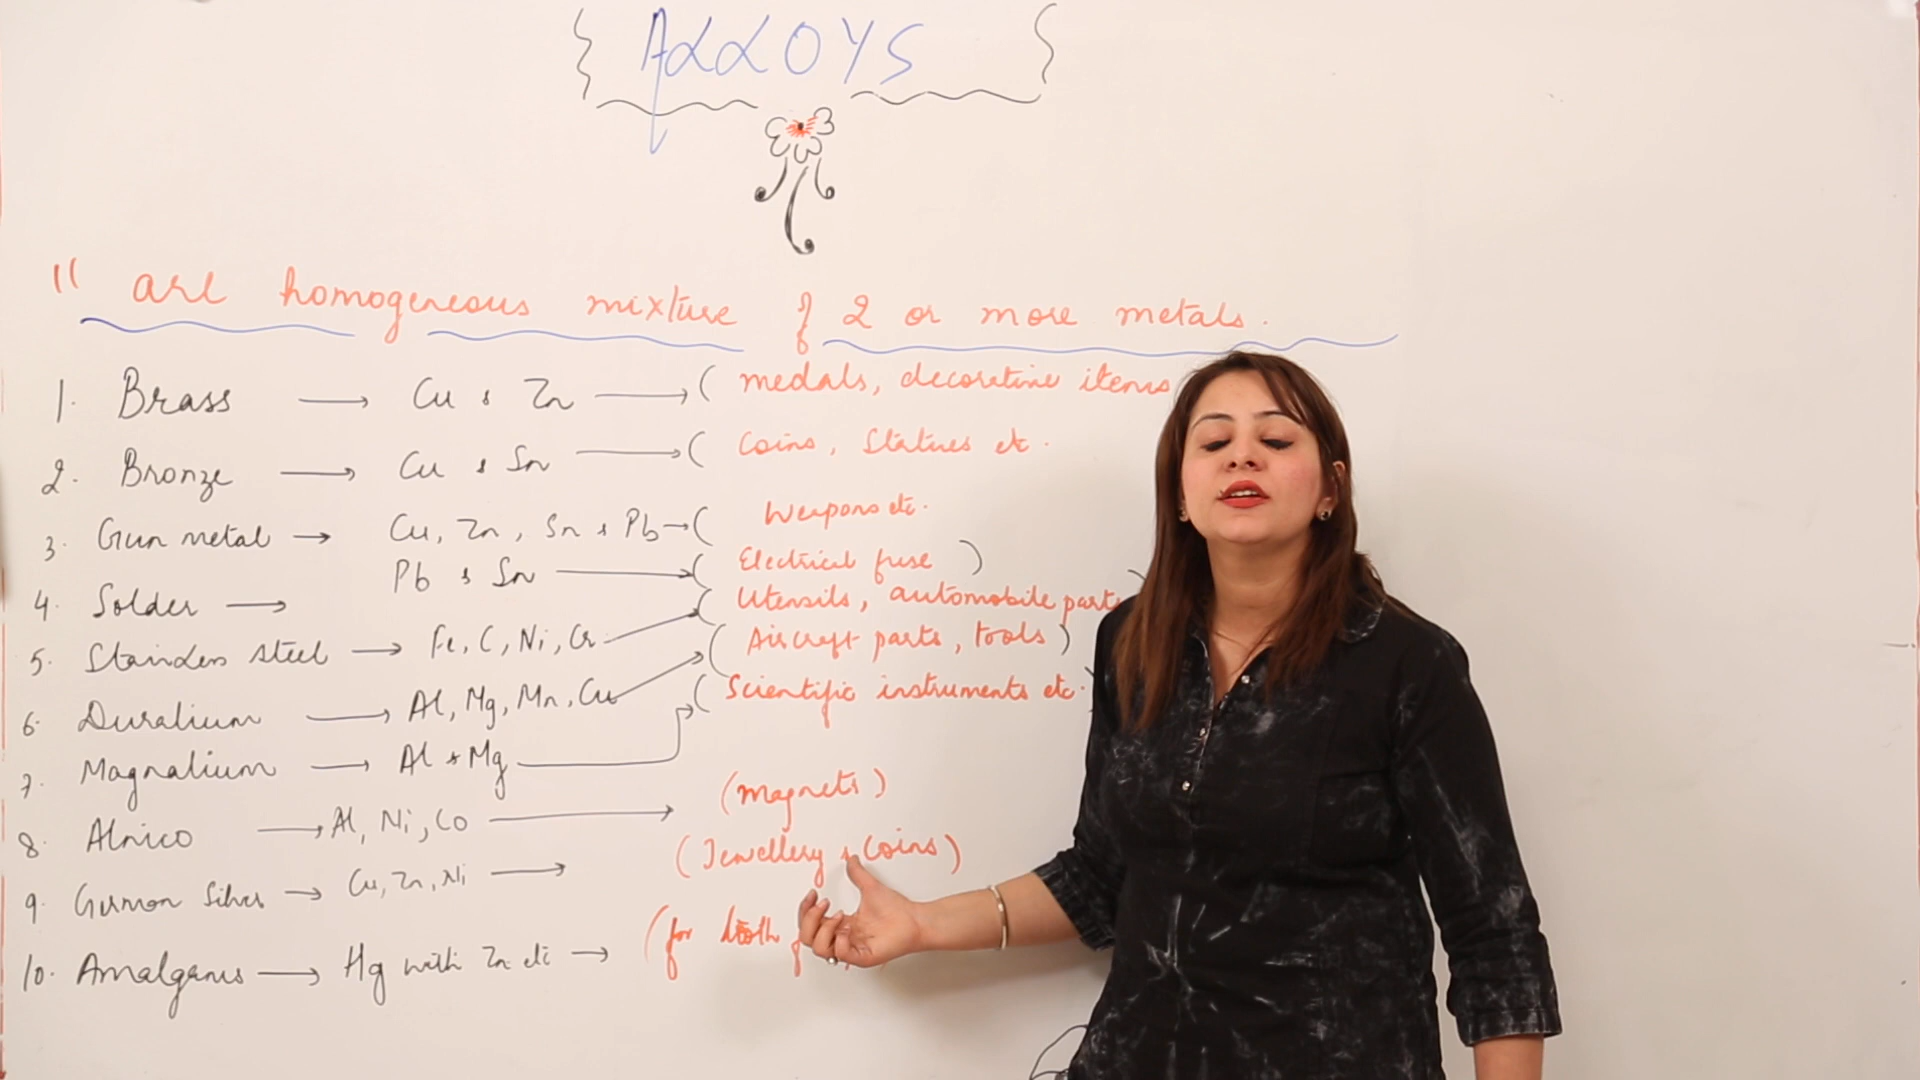 ALLOYS
" are homogeneous mixture of 2 or more metals.
1. Brass → Cu & Zn → ( medals, decorative items
2. Bronze → Cu & Sn → ( Coins, Statues etc.
3. Gun metal → Cu, Zn, Sn & Pb → ( Weapons etc.
4. Solder → Pb & Sn → ( Electrical fuse )
5. Stainless steel → Fe, C, Ni, Cr → ( Utensils, automobile parts )
6. Duralium → Al, Mg, Mn, Cu → ( Aircraft parts, tools )
7. Magnalium → Al & Mg → ( Scientific instruments etc. )
8. Alnico → Al, Ni, Co → (Magnets)
9. German Silver → Cu, Zn, Ni → (Jewellery & Coins)
10. Amalgams → Hg with Zn etc → (for tooth